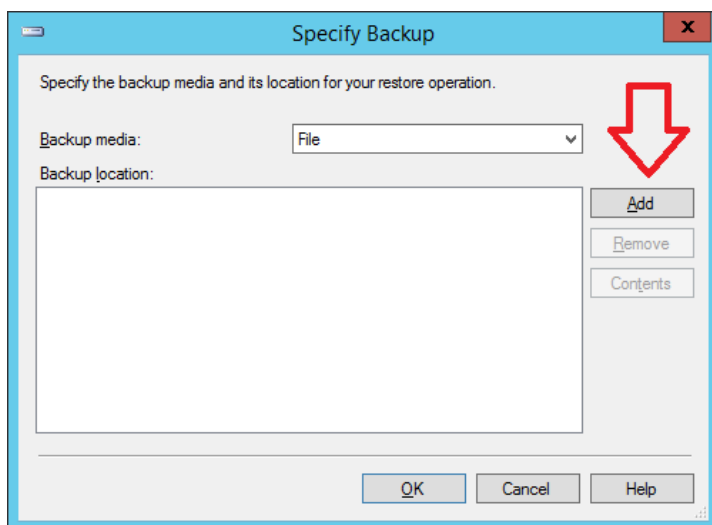 Specify Backup
x
Specify the backup media and its location for your restore operation.
Backup media:
File
Backup location:
Add
Remove
Contents
OK
Cancel
Help